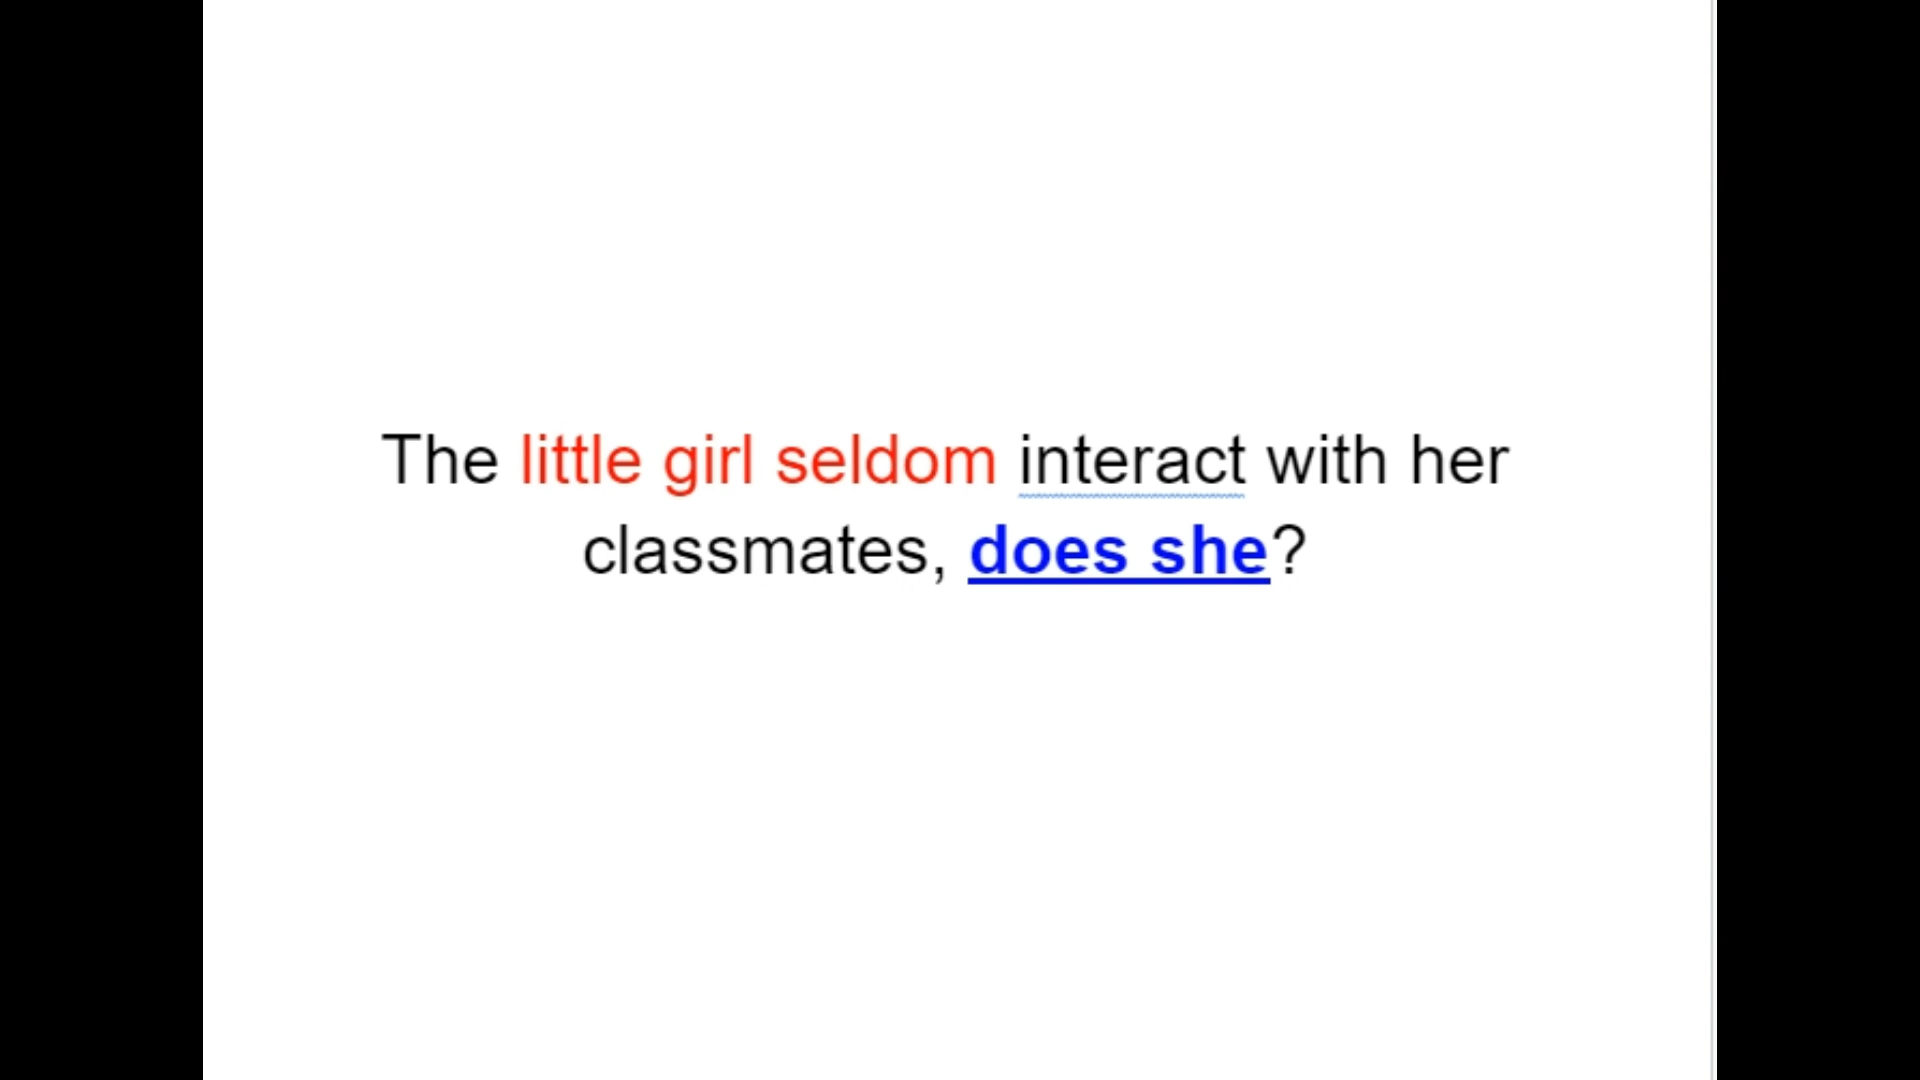 The little girl seldom interact with her
classmates, does she?